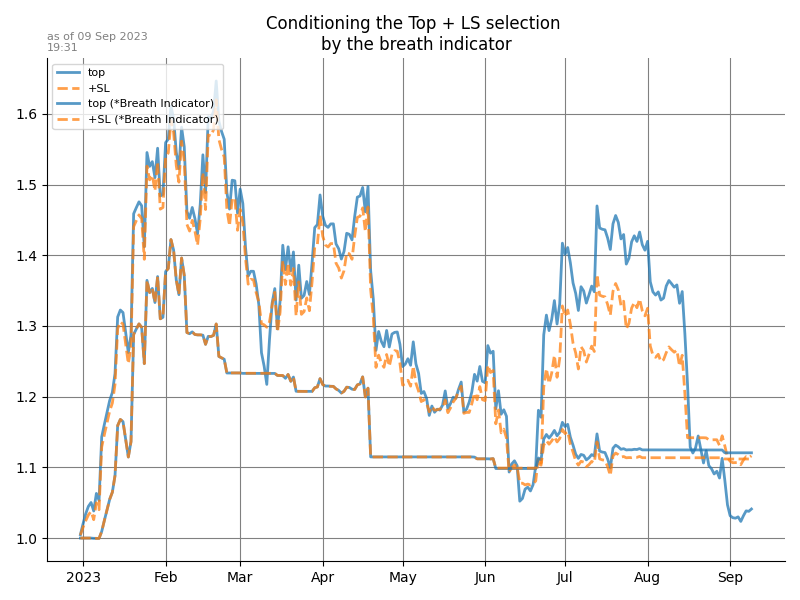 Conditioning the Top + LS selection
by the breath indicator
as of 09 Sep 2023
19:31
top
+SL
top (*Breath Indicator)
+SL (*Breath Indicator)
1.6
1.5
1.4
1.3
1.2
1.1
1.0
2023 Feb Mar Apr May Jun Jul Aug Sep